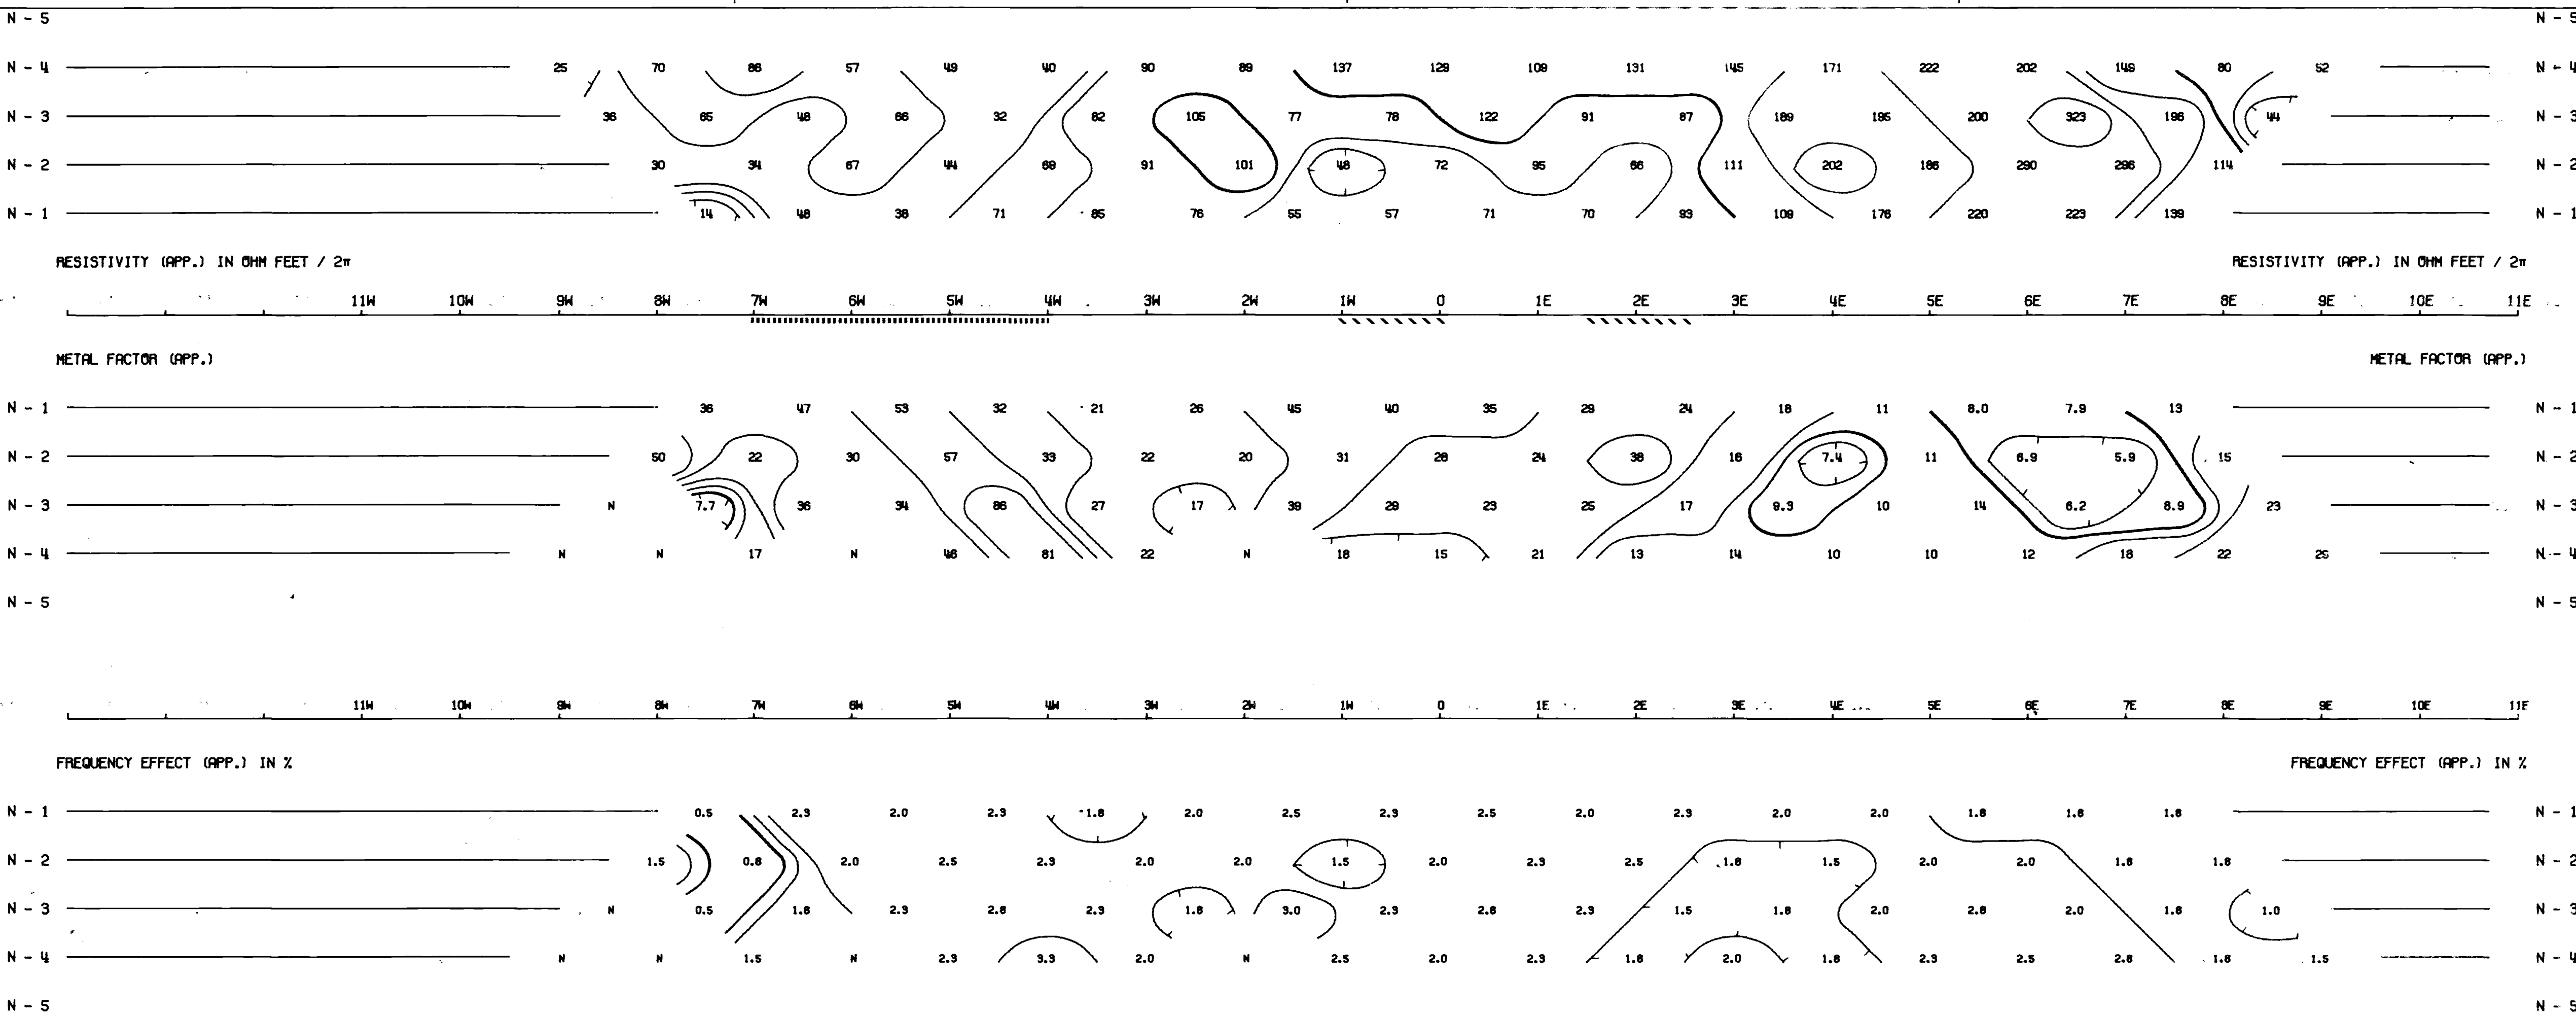 N - 5 N - 5
N - 4 25 70 86 57 49 40 90 89 137 129 109 131 145 171 222 202 149 80 52 N - 4
N - 3 36 65 48 66 32 82 105 77 78 122 91 87 189 195 200 323 196 44 N - 3
N - 2 30 34 67 44 69 91 101 48 72 95 66 111 202 186 290 296 114 N - 2
N - 1 14 48 38 71 85 76 55 57 71 70 93 109 176 220 223 139 N - 1
RESISTIVITY (APP.) IN OHM FEET / 2π RESISTIVITY (APP.) IN OHM FEET / 2π
11W 10W 9W 8W 7W 6W 5W 4W 3W 2W 1W 0 1E 2E 3E 4E 5E 6E 7E 8E 9E 10E 11E
METAL FACTOR (APP.) METAL FACTOR (APP.)
N - 1 36 47 53 32 21 26 45 40 35 29 24 18 11 8.0 7.9 13 N - 1
N - 2 50 22 30 57 33 22 20 31 28 24 38 16 7.4 11 6.9 5.9 15 N - 2
N - 3 N 7.7 36 34 86 27 17 39 29 23 25 17 9.3 10 14 6.2 8.9 23 N - 3
N - 4 N N 17 N 46 81 22 N 18 15 21 13 14 10 10 12 18 22 29 N - 4
N - 5 N - 5
11W 10W 9W 8W 7W 6W 5W 4W 3W 2W 1W 0 1E 2E 3E 4E 5E 6E 7E 8E 9E 10E 11E
FREQUENCY EFFECT (APP.) IN % FREQUENCY EFFECT (APP.) IN %
N - 1 0.5 2.3 2.0 2.3 1.8 2.0 2.5 2.3 2.5 2.0 2.3 2.0 2.0 1.8 1.8 1.8 N - 1
N - 2 1.5 0.8 2.0 2.5 2.3 2.0 2.0 1.5 2.0 2.3 2.5 1.8 1.5 2.0 2.0 1.8 1.8 N - 2
N - 3 N 0.5 1.8 2.3 2.8 2.3 1.8 3.0 2.3 2.8 2.3 1.5 1.8 2.0 2.8 2.0 1.8 1.0 N - 3
N - 4 N N 1.5 N 2.3 3.3 2.0 N 2.5 2.0 2.3 1.8 2.0 1.8 2.3 2.5 2.8 1.8 1.5 N - 4
N - 5 N - 5